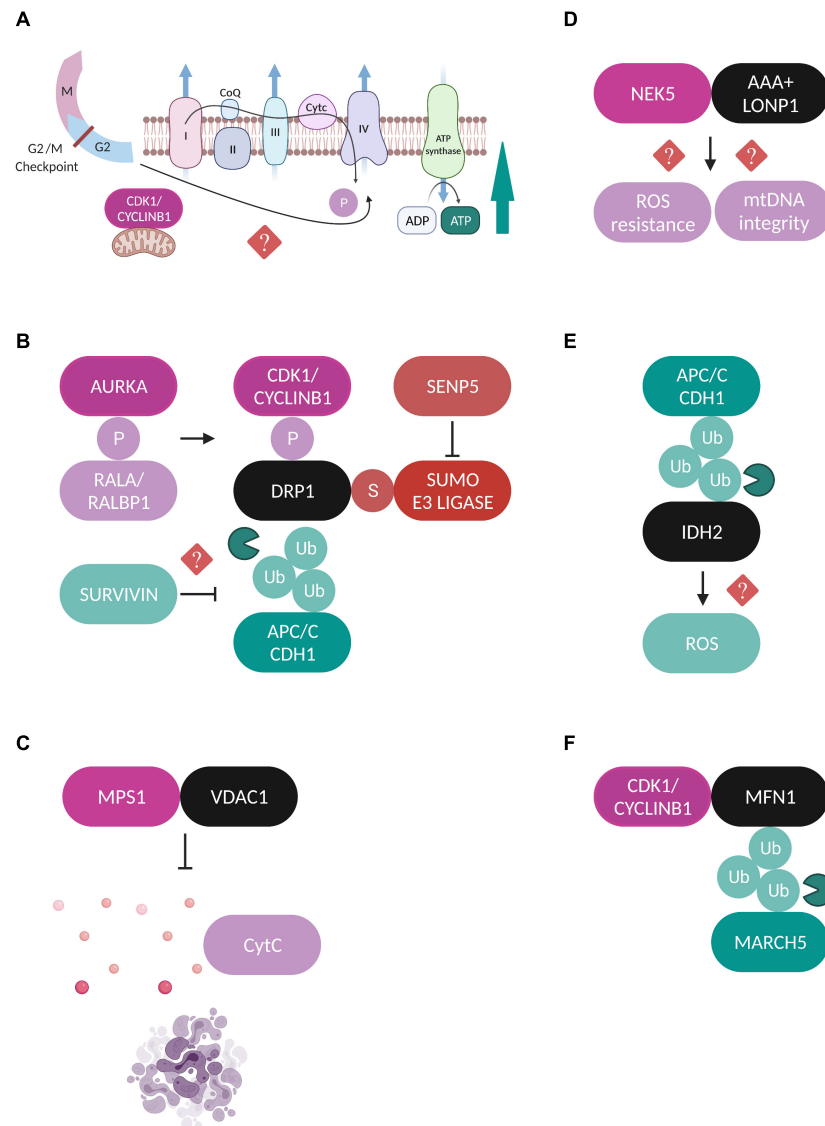 A
M
G2
G2/M
Checkpoint
CDK1/
CYCLINB1
I
CoQ
II
III
Cytc
IV
P
?
ATP
synthase
ADP
ATP
D
NEK5
AAA+
LONP1
?
?
ROS
resistance
mtDNA
integrity
B
AURKA
P
RALA/
RALBP1
CDK1/
CYCLINB1
P
DRP1
S
SENP5
SUMO
E3 LIGASE
SURVIVIN
?
Ub
Ub
Ub
APC/C
CDH1
E
APC/C
CDH1
Ub
Ub
Ub
IDH2
?
ROS
C
MPS1
VDAC1
CytC
F
CDK1/
CYCLINB1
MFN1
Ub
Ub
Ub
MARCH5